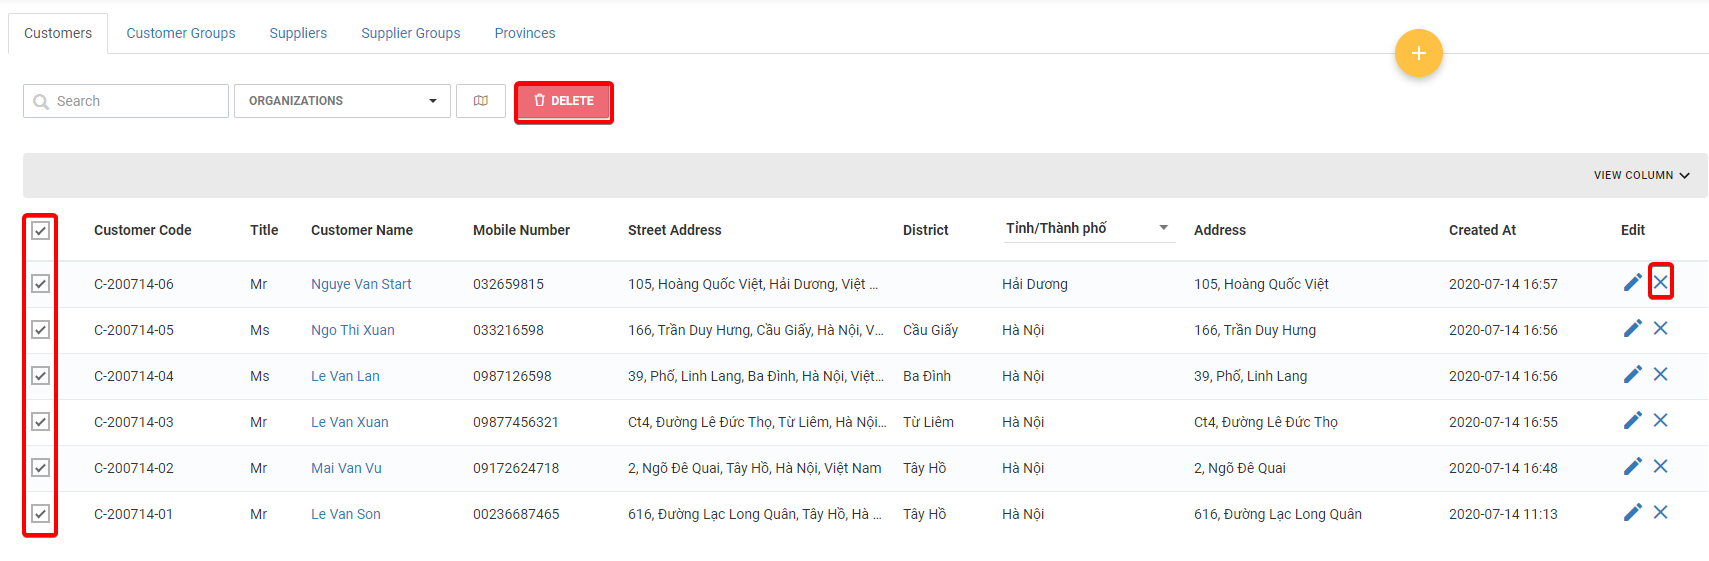 Customers Customer Groups Suppliers Supplier Groups Provinces
+
Search ORGANIZATIONS DELETE
VIEW COLUMN
Customer Code Title Customer Name Mobile Number Street Address District Tỉnh/Thành phố Address Created At Edit
C-200714-06 Mr Nguye Van Start 032659815 105, Hoàng Quốc Việt, Hải Dương, Việt ... Hải Dương 105, Hoàng Quốc Việt 2020-07-14 16:57
C-200714-05 Ms Ngo Thi Xuan 033216598 166, Trần Duy Hưng, Cầu Giấy, Hà Nội, V... Cầu Giấy Hà Nội 166, Trần Duy Hưng 2020-07-14 16:56
C-200714-04 Ms Le Van Lan 0987126598 39, Phố, Linh Lang, Ba Đình, Hà Nội, Việt... Ba Đình Hà Nội 39, Phố, Linh Lang 2020-07-14 16:56
C-200714-03 Mr Le Van Xuan 09877456321 Ct4, Đường Lê Đức Thọ, Từ Liêm, Hà Nội... Từ Liêm Hà Nội Ct4, Đường Lê Đức Thọ 2020-07-14 16:55
C-200714-02 Mr Mai Van Vu 09172624718 2, Ngõ Đê Quai, Tây Hồ, Hà Nội, Việt Nam Tây Hồ Hà Nội 2, Ngõ Đê Quai 2020-07-14 16:48
C-200714-01 Mr Le Van Son 00236687465 616, Đường Lạc Long Quân, Tây Hồ, Hà ... Tây Hồ Hà Nội 616, Đường Lạc Long Quân 2020-07-14 11:13